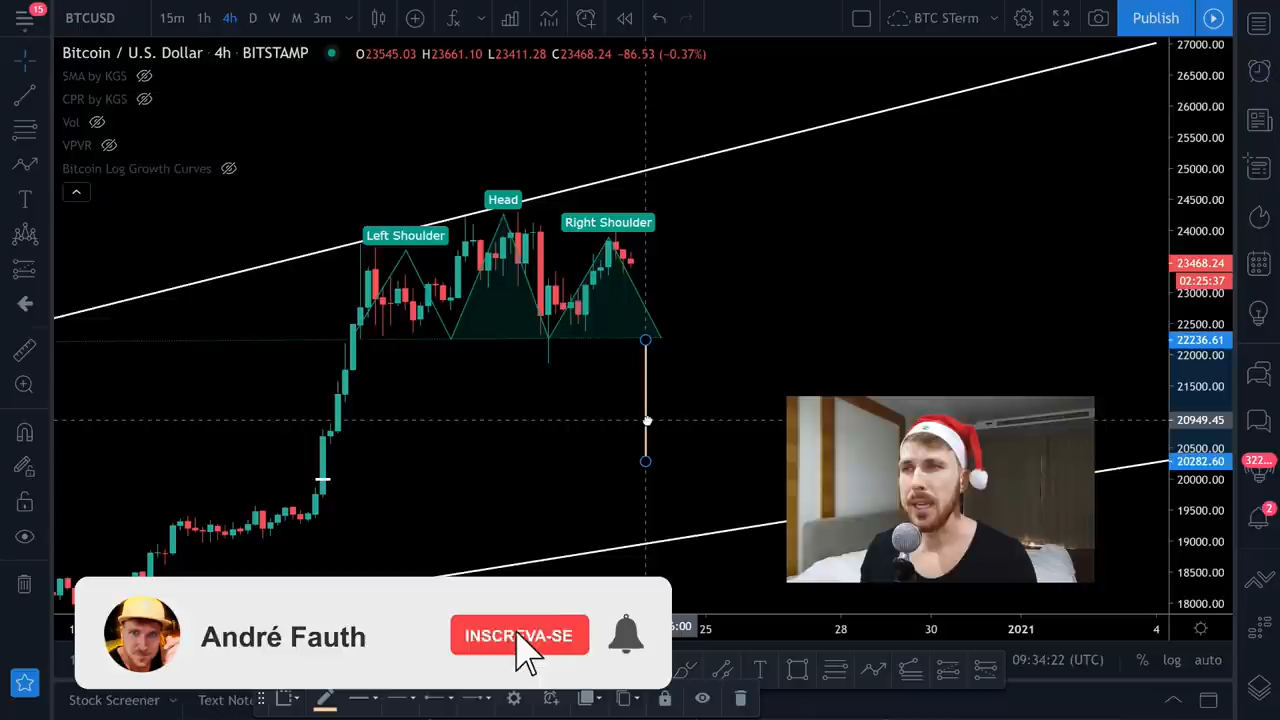 15
BTCUSD
15m 1h 4h D W M 3m
BTC STerm
Publish
Bitcoin / U.S. Dollar · 4h · BITSTAMP
O23545.03 H23661.10 L23411.28 C23468.24 −86.53 (−0.37%)
SMA by KGS
CPR by KGS
Vol
VPVR
Bitcoin Log Growth Curves
Left Shoulder
Head
Right Shoulder
27000.00
26500.00
26000.00
25500.00
25000.00
24500.00
24000.00
23468.24
02:25:37
23000.00
22500.00
22236.61
22000.00
21500.00
20949.45
20500.00
20282.60
20000.00
19500.00
19000.00
18500.00
18000.00
322...
2
25 28 30 2021 4
André Fauth
INSCREVA-SE
09:34:22 (UTC) % log auto
Stock Screener